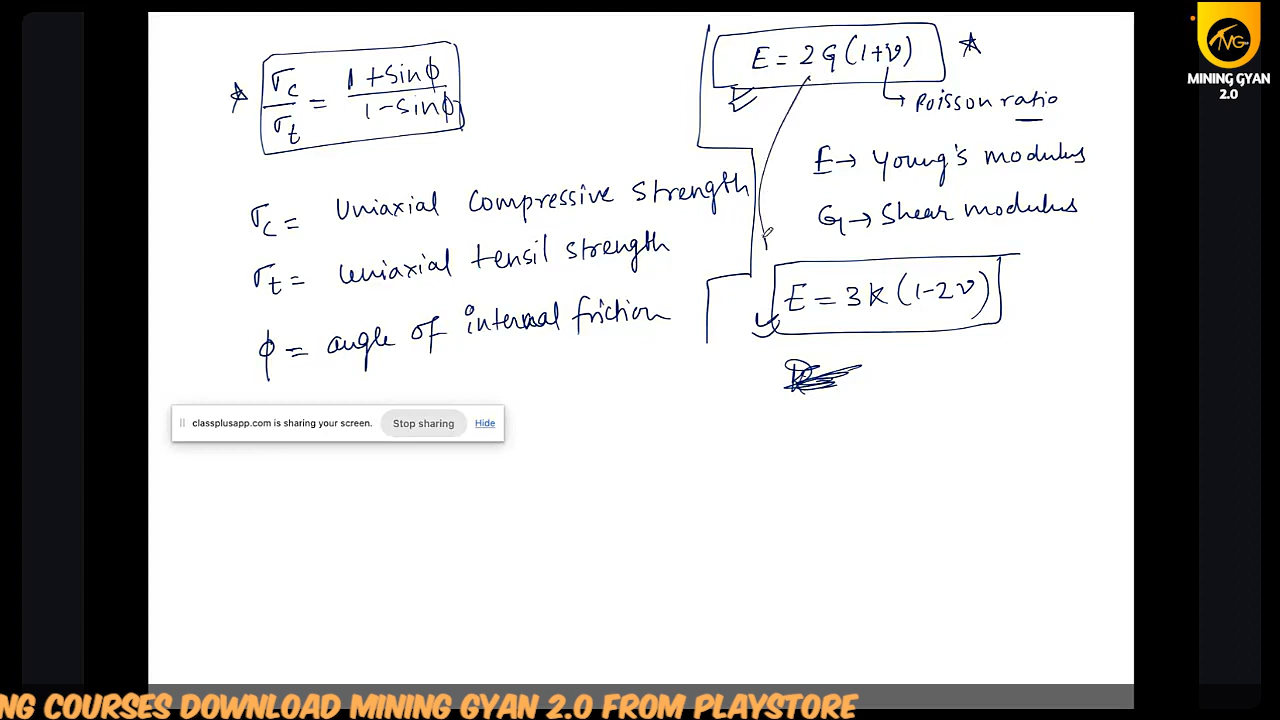 σc/σt = 1+sinϕ/1-sinϕ
σc = Uniaxial Compressive Strength
σt = Uniaxial tensil strength
ϕ = angle of internal friction
E = 2G(1+ν)
Poisson ratio
E → Young's modulus
G → Shear modulus
E = 3K(1-2ν)
classplusapp.com is sharing your screen.
Stop sharing
Hide
MINING GYAN
2.0
NG COURSES DOWNLOAD MINING GYAN 2.0 FROM PLAYSTORE